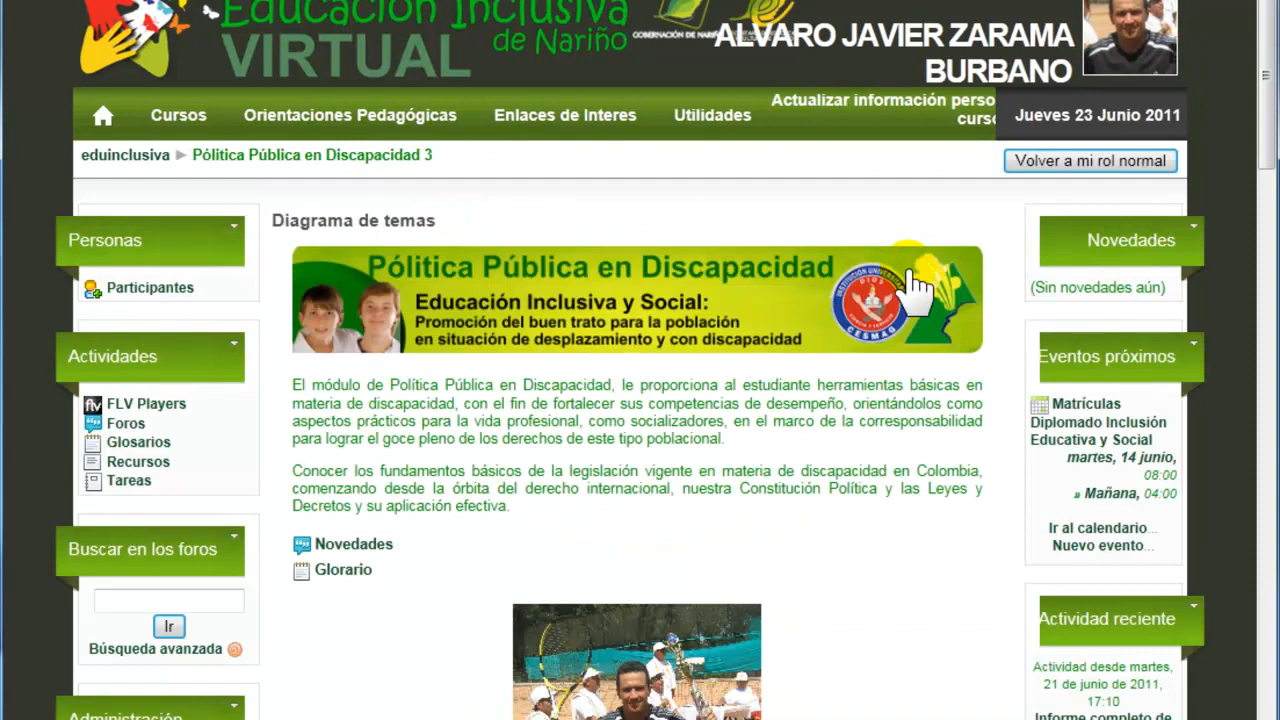 Educación Inclusiva
de Nariño
VIRTUAL
GOBERNACIÓN DE NARIÑO
ALVARO JAVIER ZARAMA
BURBANO
Cursos
Orientaciones Pedagógicas
Enlaces de Interes
Utilidades
Actualizar información perso
curso
Jueves 23 Junio 2011
eduinclusiva
Pólitica Pública en Discapacidad 3
Volver a mi rol normal
Personas
Participantes
Actividades
FLV Players
Foros
Glosarios
Recursos
Tareas
Buscar en los foros
Ir
Búsqueda avanzada
Administración
Diagrama de temas
Pólitica Pública en Discapacidad
Educación Inclusiva y Social:
Promoción del buen trato para la población
en situación de desplazamiento y con discapacidad
DIOS
CESMAG
El módulo de Política Pública en Discapacidad, le proporciona al estudiante herramientas básicas en
materia de discapacidad, con el fin de fortalecer sus competencias de desempeño, orientándolos como
aspectos prácticos para la vida profesional, como socializadores, en el marco de la corresponsabilidad
para lograr el goce pleno de los derechos de este tipo poblacional.
Conocer los fundamentos básicos de la legislación vigente en materia de discapacidad en Colombia,
comenzando desde la órbita del derecho internacional, nuestra Constitución Política y las Leyes y
Decretos y su aplicación efectiva.
Novedades
Glorario
Novedades
(Sin novedades aún)
Eventos próximos
Matrículas
Diplomado Inclusión
Educativa y Social
martes, 14 junio,
08:00
» Mañana, 04:00
Ir al calendario...
Nuevo evento...
Actividad reciente
Actividad desde martes,
21 de junio de 2011,
17:10
Informe completo de